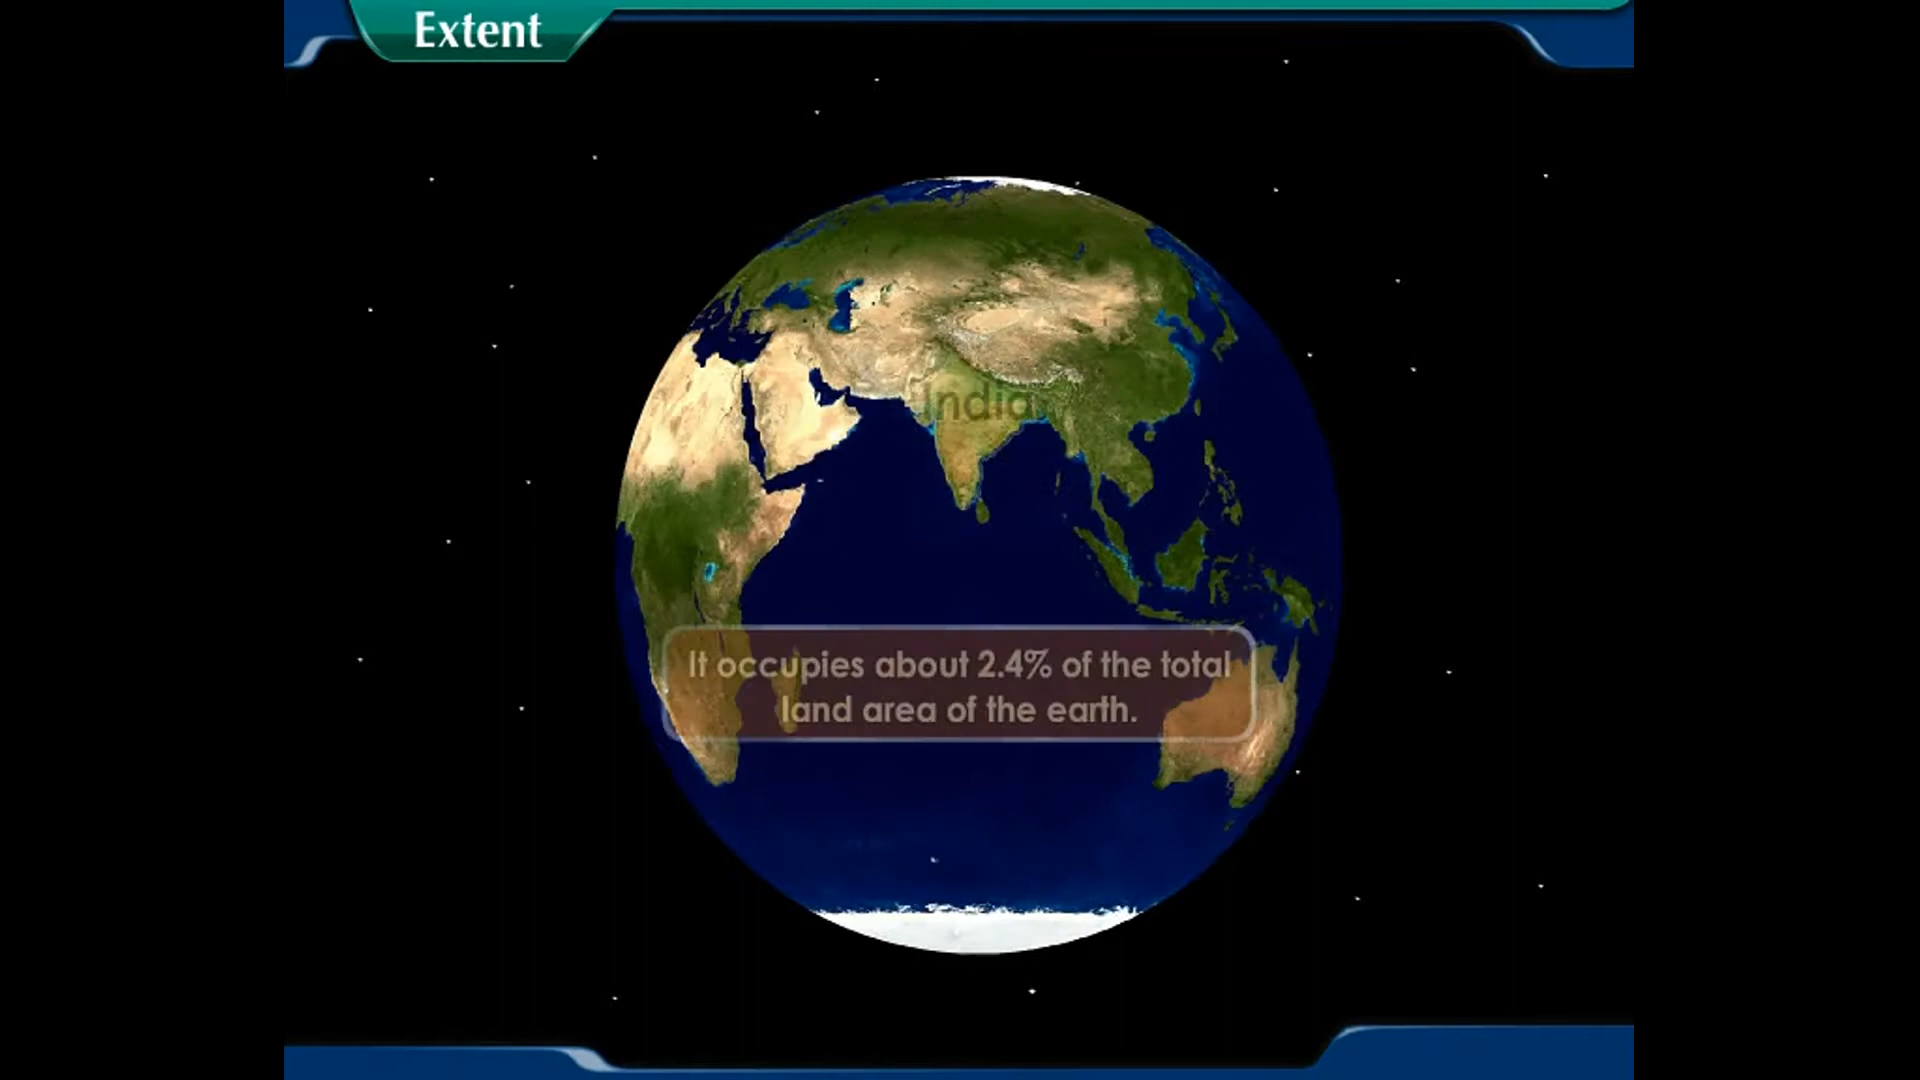 Extent
India
It occupies about 2.4% of the total
land area of the earth.